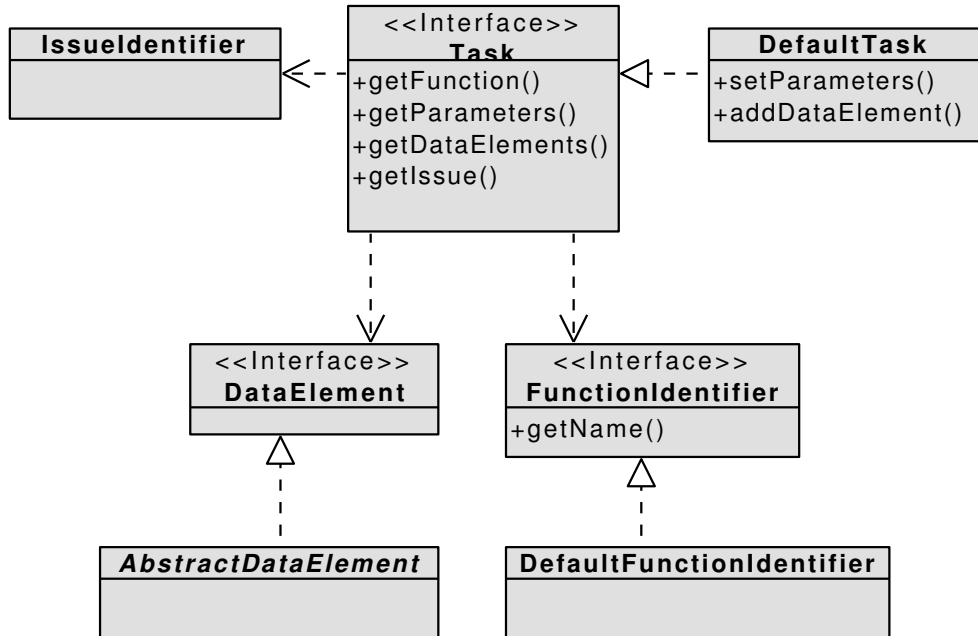 IssueIdentifier
<<Interface>>
Task
+getFunction()
+getParameters()
+getDataElements()
+getIssue()
DefaultTask
+setParameters()
+addDataElement()
<<Interface>>
DataElement
<<Interface>>
FunctionIdentifier
+getName()
AbstractDataElement
DefaultFunctionIdentifier